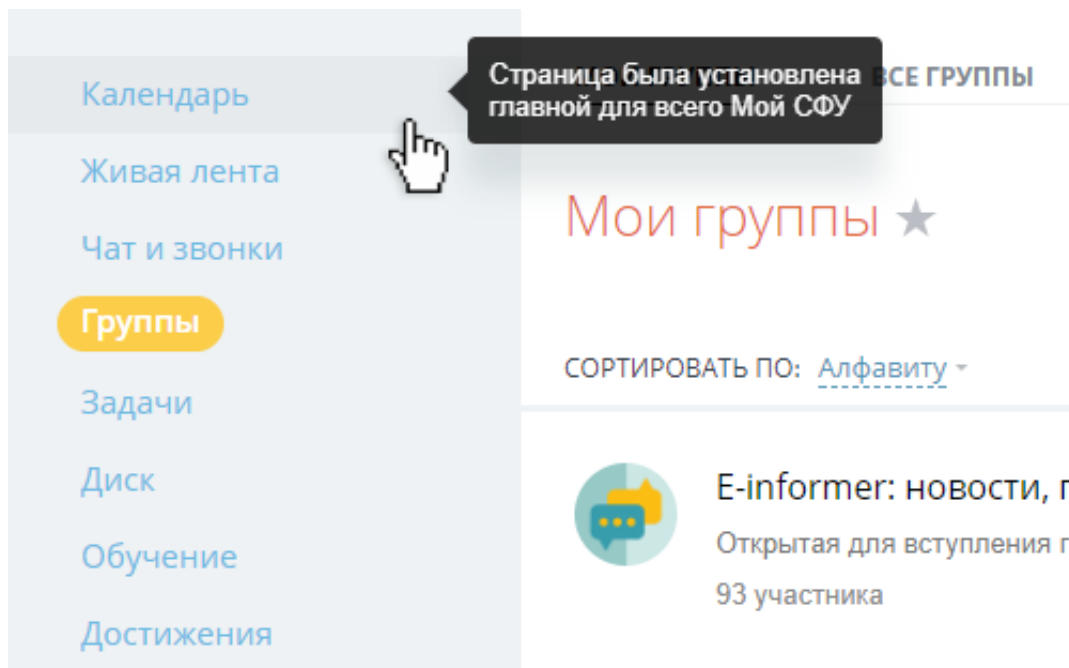 Календарь
Живая лента
Чат и звонки
Группы
Задачи
Диск
Обучение
Достижения
Страница была установлена
главной для всего Мой СФУ
ВСЕ ГРУППЫ
Мои группы
СОРТИРОВАТЬ ПО: Алфавиту
E-informer: новости,
Открытая для вступления
93 участника